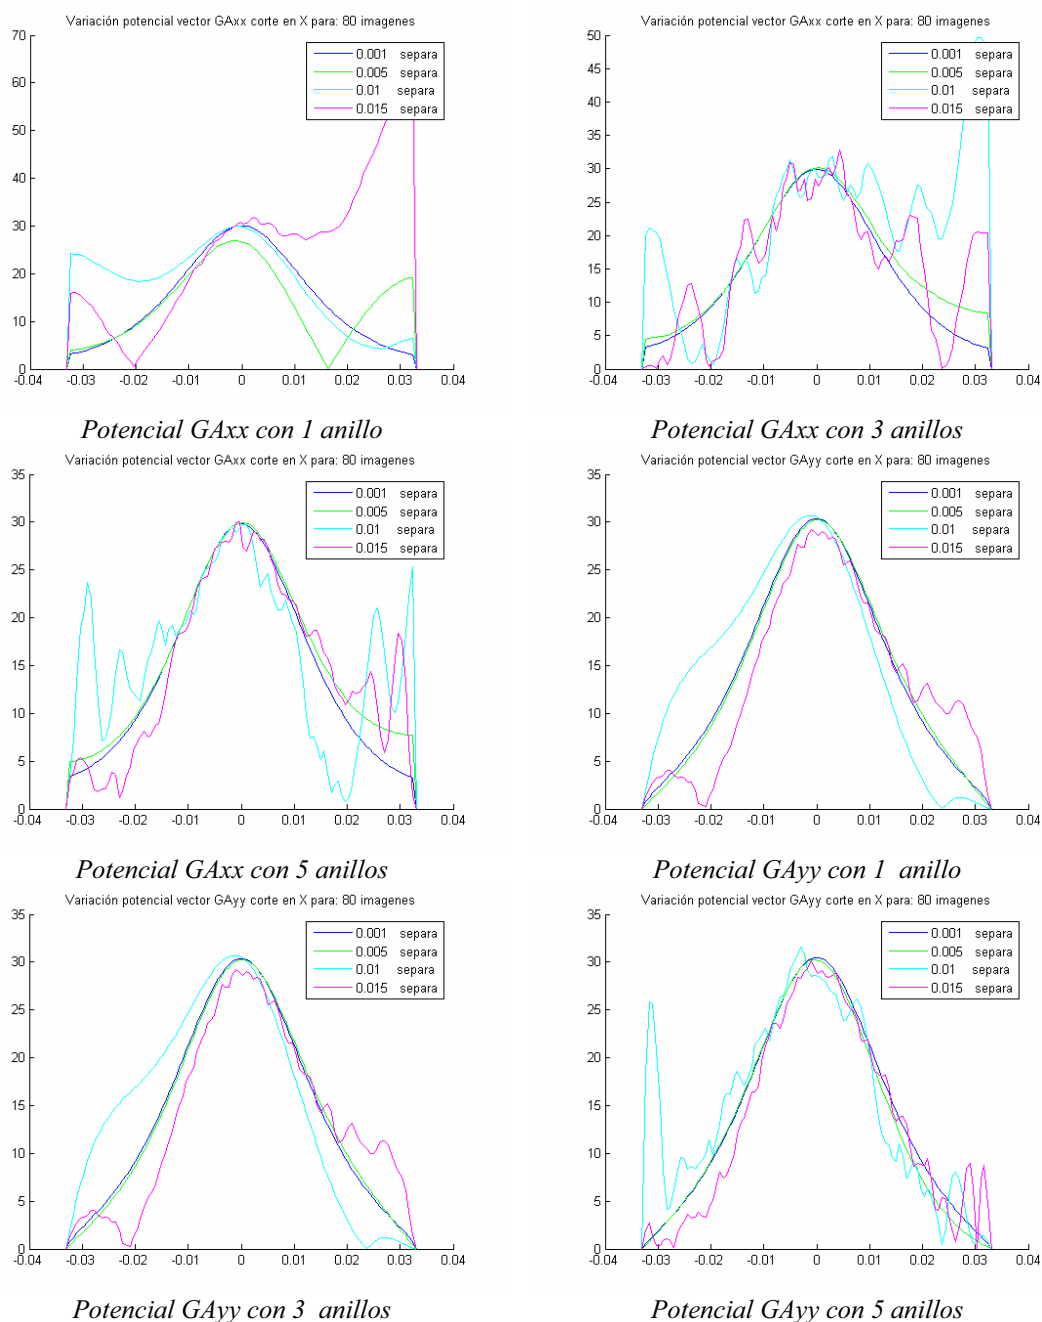 Variación potencial vector GAxx corte en X para: 80 imagenes
70
60
50
40
30
20
10
0
-0.04 -0.03 -0.02 -0.01 0 0.01 0.02 0.03 0.04
0.001 separa
0.005 separa
0.01 separa
0.015 separa
Potencial GAxx con 1 anillo
Variación potencial vector GAxx corte en X para: 80 imagenes
50
45
40
35
30
25
20
15
10
5
0
-0.04 -0.03 -0.02 -0.01 0 0.01 0.02 0.03 0.04
0.001 separa
0.005 separa
0.01 separa
0.015 separa
Potencial GAxx con 3 anillos
Variación potencial vector GAxx corte en X para: 80 imagenes
35
30
25
20
15
10
5
0
-0.04 -0.03 -0.02 -0.01 0 0.01 0.02 0.03 0.04
0.001 separa
0.005 separa
0.01 separa
0.015 separa
Potencial GAxx con 5 anillos
Variación potencial vector GAyy corte en X para: 80 imagenes
35
30
25
20
15
10
5
0
-0.04 -0.03 -0.02 -0.01 0 0.01 0.02 0.03 0.04
0.001 separa
0.005 separa
0.01 separa
0.015 separa
Potencial GAyy con 1 anillo
Variación potencial vector GAyy corte en X para: 80 imagenes
35
30
25
20
15
10
5
0
-0.04 -0.03 -0.02 -0.01 0 0.01 0.02 0.03 0.04
0.001 separa
0.005 separa
0.01 separa
0.015 separa
Potencial GAyy con 3 anillos
Variación potencial vector GAyy corte en X para: 80 imagenes
35
30
25
20
15
10
5
0
-0.04 -0.03 -0.02 -0.01 0 0.01 0.02 0.03 0.04
0.001 separa
0.005 separa
0.01 separa
0.015 separa
Potencial GAyy con 5 anillos